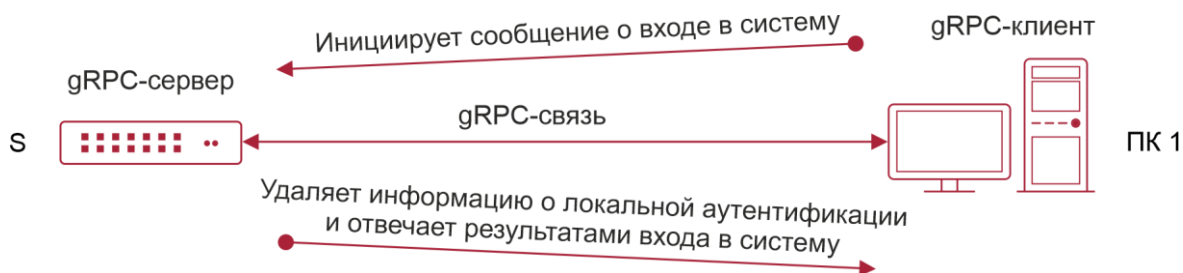 Инициирует сообщение о входе в систему
gRPC-клиент
gRPC-сервер
gRPC-связь
S
ПК 1
Удаляет информацию о локальной аутентификации
и отвечает результатами входа в систему